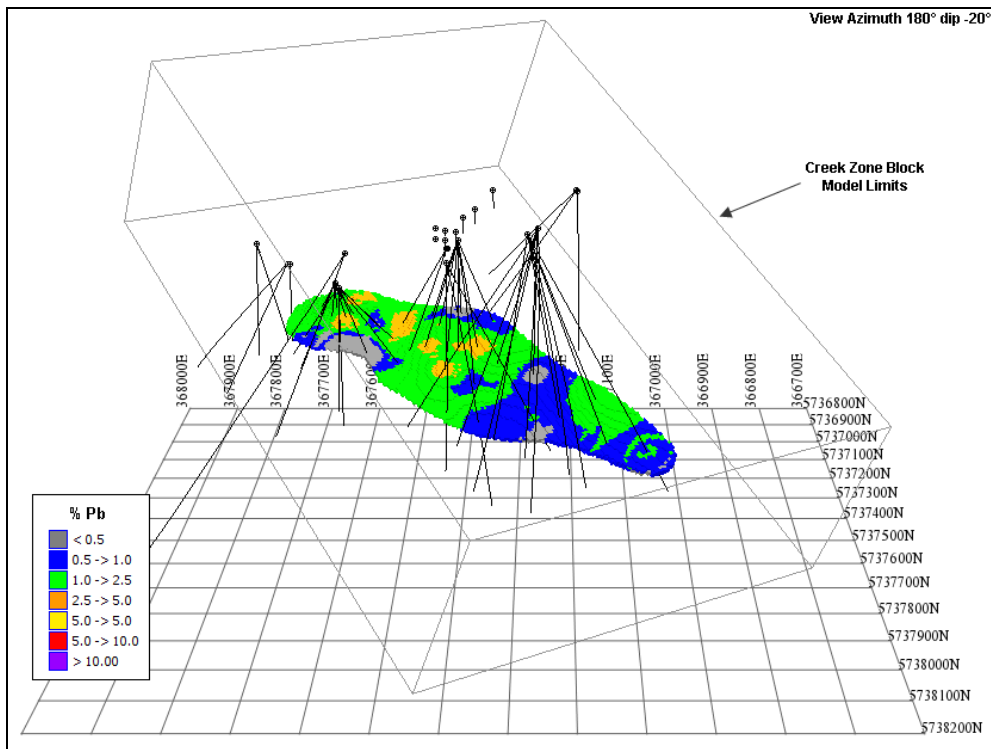 View Azimuth 180° dip -20°
Creek Zone Block
Model Limits
368000E
367900E
367800E
367700E
367100E
367000E
366900E
366800E
366700E
5736800N
5736900N
5737000N
5737100N
5737200N
5737300N
5737400N
5737500N
5737600N
5737700N
5737800N
5737900N
5738000N
5738100N
5738200N
% Pb
< 0.5
0.5 -> 1.0
1.0 -> 2.5
2.5 -> 5.0
5.0 -> 5.0
5.0 -> 10.0
> 10.00